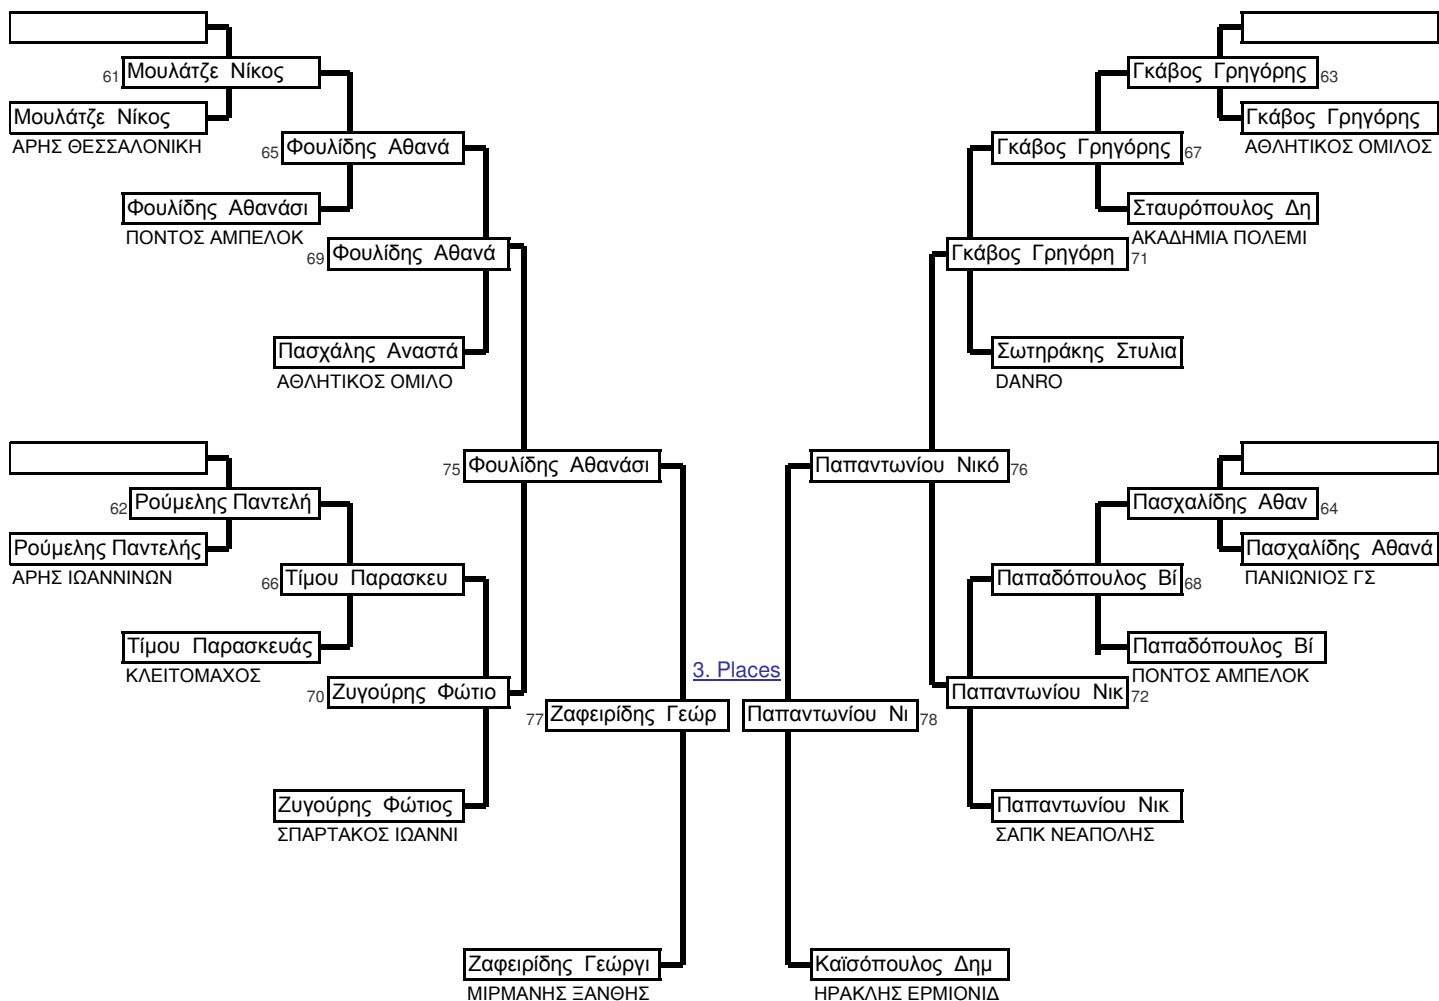 61 Μουλάτζε Νίκος
Γκάβος Γρηγόρης 63
Μουλάτζε Νίκος
ΑΡΗΣ ΘΕΣΣΑΛΟΝΙΚΗ
Γκάβος Γρηγόρης
ΑΘΛΗΤΙΚΟΣ ΟΜΙΛΟΣ
65 Φουλίδης Αθανά
Γκάβος Γρηγόρης 67
Φουλίδης Αθανάσι
ΠΟΝΤΟΣ ΑΜΠΕΛΟΚ
Σταυρόπουλος Δη
ΑΚΑΔΗΜΙΑ ΠΟΛΕΜΙ
69 Φουλίδης Αθανά
Γκάβος Γρηγόρη 71
Πασχάλης Αναστά
ΑΘΛΗΤΙΚΟΣ ΟΜΙΛΟ
Σωτηράκης Στυλια
DANRO
75 Φουλίδης Αθανάσι
Παπαντωνίου Νικό 76
62 Ρούμελης Παντελή
Πασχαλίδης Αθαν 64
Ρούμελης Παντελής
ΑΡΗΣ ΙΩΑΝΝΙΝΩΝ
Πασχαλίδης Αθανά
ΠΑΝΙΩΝΙΟΣ ΓΣ
66 Τίμου Παρασκευ
Παπαδόπουλος Βί 68
Τίμου Παρασκευάς
ΚΛΕΙΤΟΜΑΧΟΣ
Παπαδόπουλος Βί
ΠΟΝΤΟΣ ΑΜΠΕΛΟΚ
3. Places
70 Ζυγούρης Φώτιο
Παπαντωνίου Νικ 72
77 Ζαφειρίδης Γεώρ
Παπαντωνίου Νι 78
Ζυγούρης Φώτιος
ΣΠΑΡΤΑΚΟΣ ΙΩΑΝΝΙ
Παπαντωνίου Νικ
ΣΑΠΚ ΝΕΑΠΟΛΗΣ
Ζαφειρίδης Γεώργι
ΜΙΡΜΑΝΗΣ ΞΑΝΘΗΣ
Καϊσόπουλος Δημ
ΗΡΑΚΛΗΣ ΕΡΜΙΟΝΙΔ